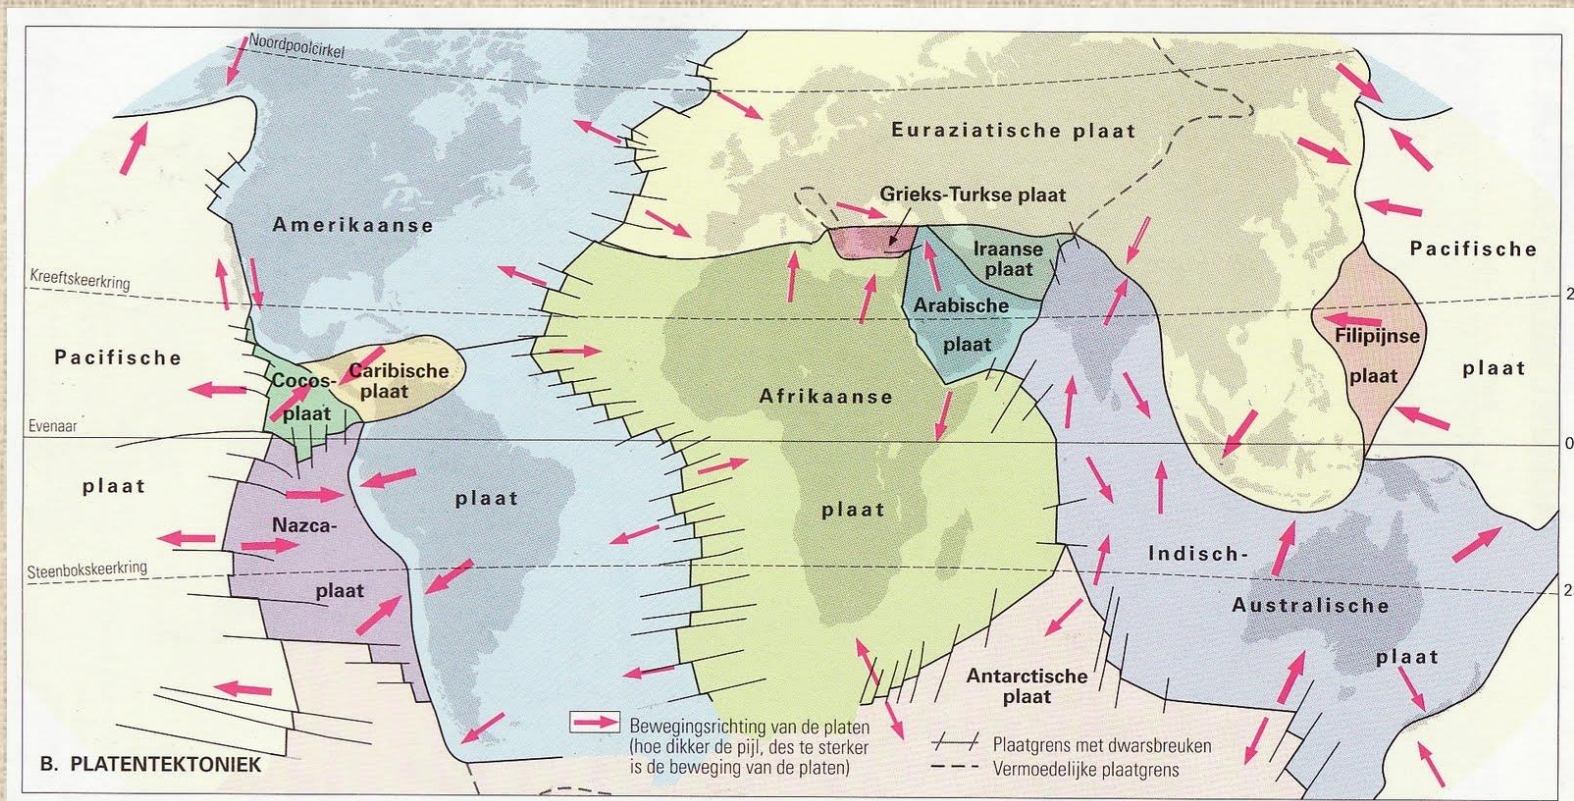 Noordpoolcirkel
Euraziatische plaat
Grieks-Turkse plaat
Amerikaanse
Iraanse
plaat
Pacifische
Kreeftskeerkring
2
Arabische
plaat
Filipijnse
plaat
Pacifische
Caribische
plaat
Cocos-
plaat
plaat
Afrikaanse
Evenaar
0
plaat
plaat
plaat
Nazca-
plaat
Indisch-
Steenbokskeerkring
2
Australische
plaat
Antarctische
plaat
Bewegingsrichting van de platen
(hoe dikker de pijl, des te sterker
is de beweging van de platen)
Plaatgrens met dwarsbreuken
Vermoedelijke plaatgrens
B. PLATENTEKTONIEK